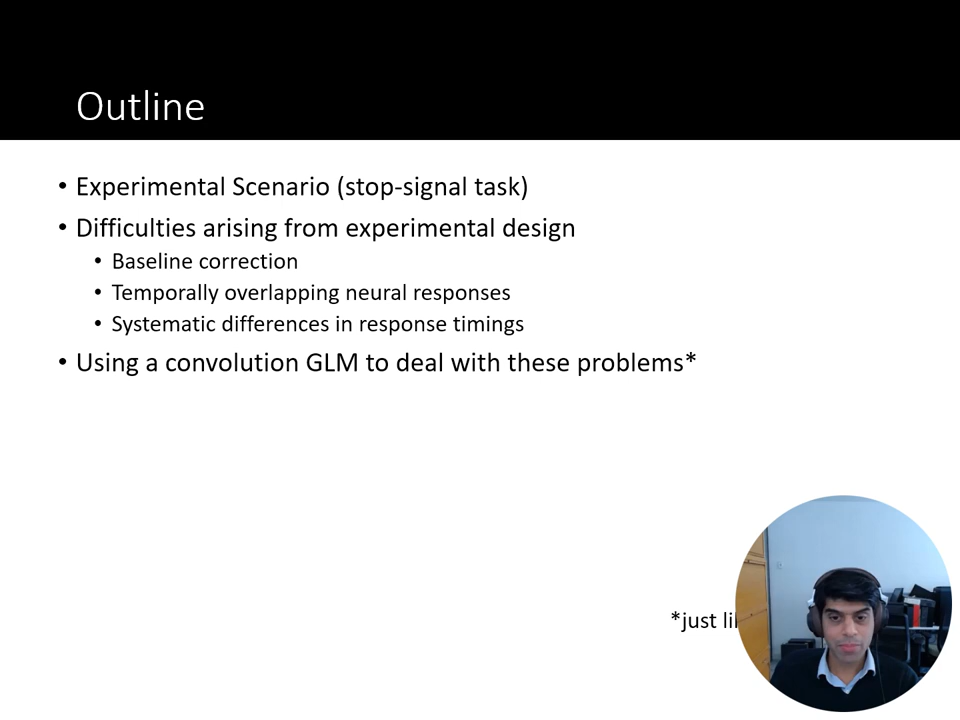 Outline
• Experimental Scenario (stop-signal task)
• Difficulties arising from experimental design
• Baseline correction
• Temporally overlapping neural responses
• Systematic differences in response timings
• Using a convolution GLM to deal with these problems*
*just